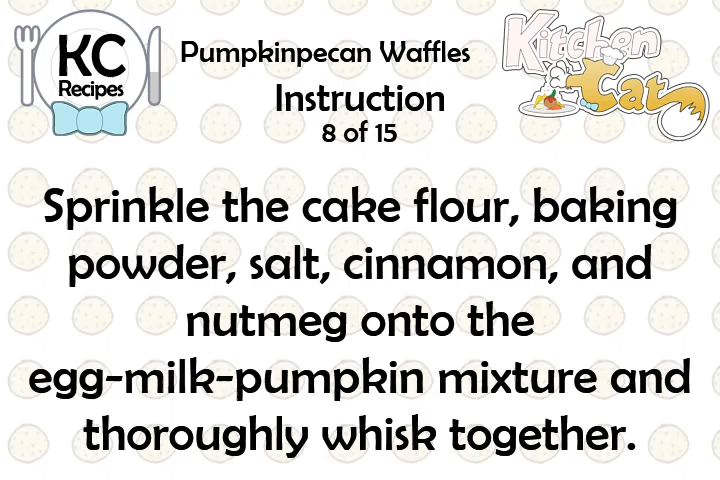 KC
Recipes
Pumpkinpecan Waffles
Kitchen
Cat
Instruction
8 of 15
Sprinkle the cake flour, baking
powder, salt, cinnamon, and
nutmeg onto the
egg-milk-pumpkin mixture and
thoroughly whisk together.